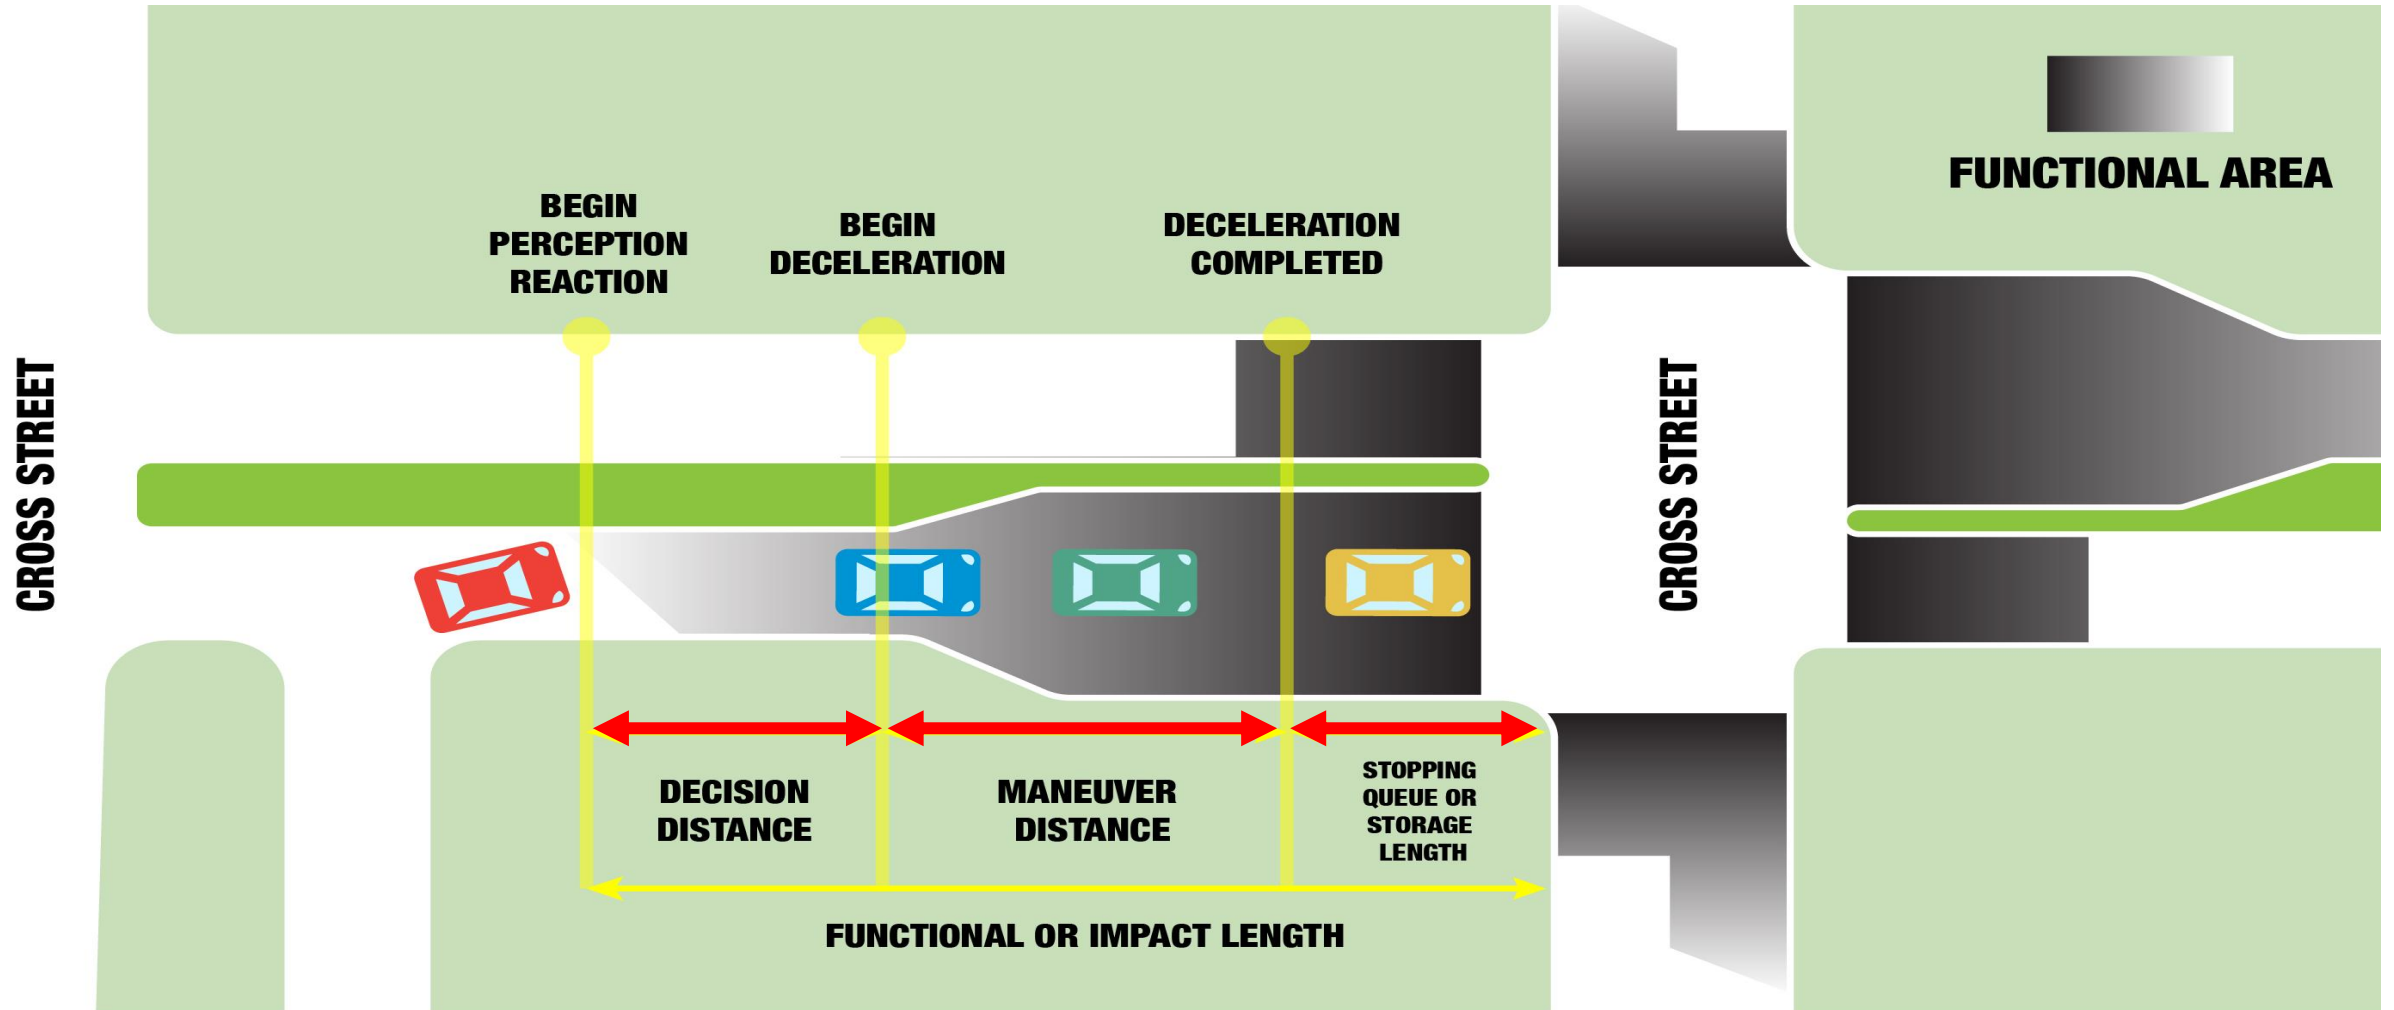 FUNCTIONAL AREA
BEGIN
PERCEPTION
REACTION
BEGIN
DECELERATION
DECELERATION
COMPLETED
CROSS STREET
CROSS STREET
DECISION
DISTANCE
MANEUVER
DISTANCE
STOPPING
QUEUE OR
STORAGE
LENGTH
FUNCTIONAL OR IMPACT LENGTH